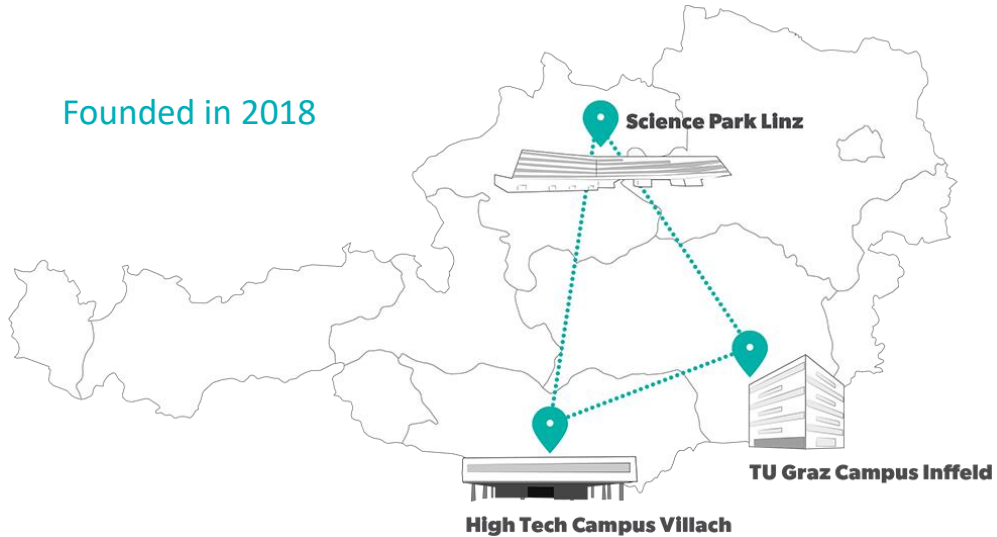 Founded in 2018
Science Park Linz
TU Graz Campus Inffeld
High Tech Campus Villach